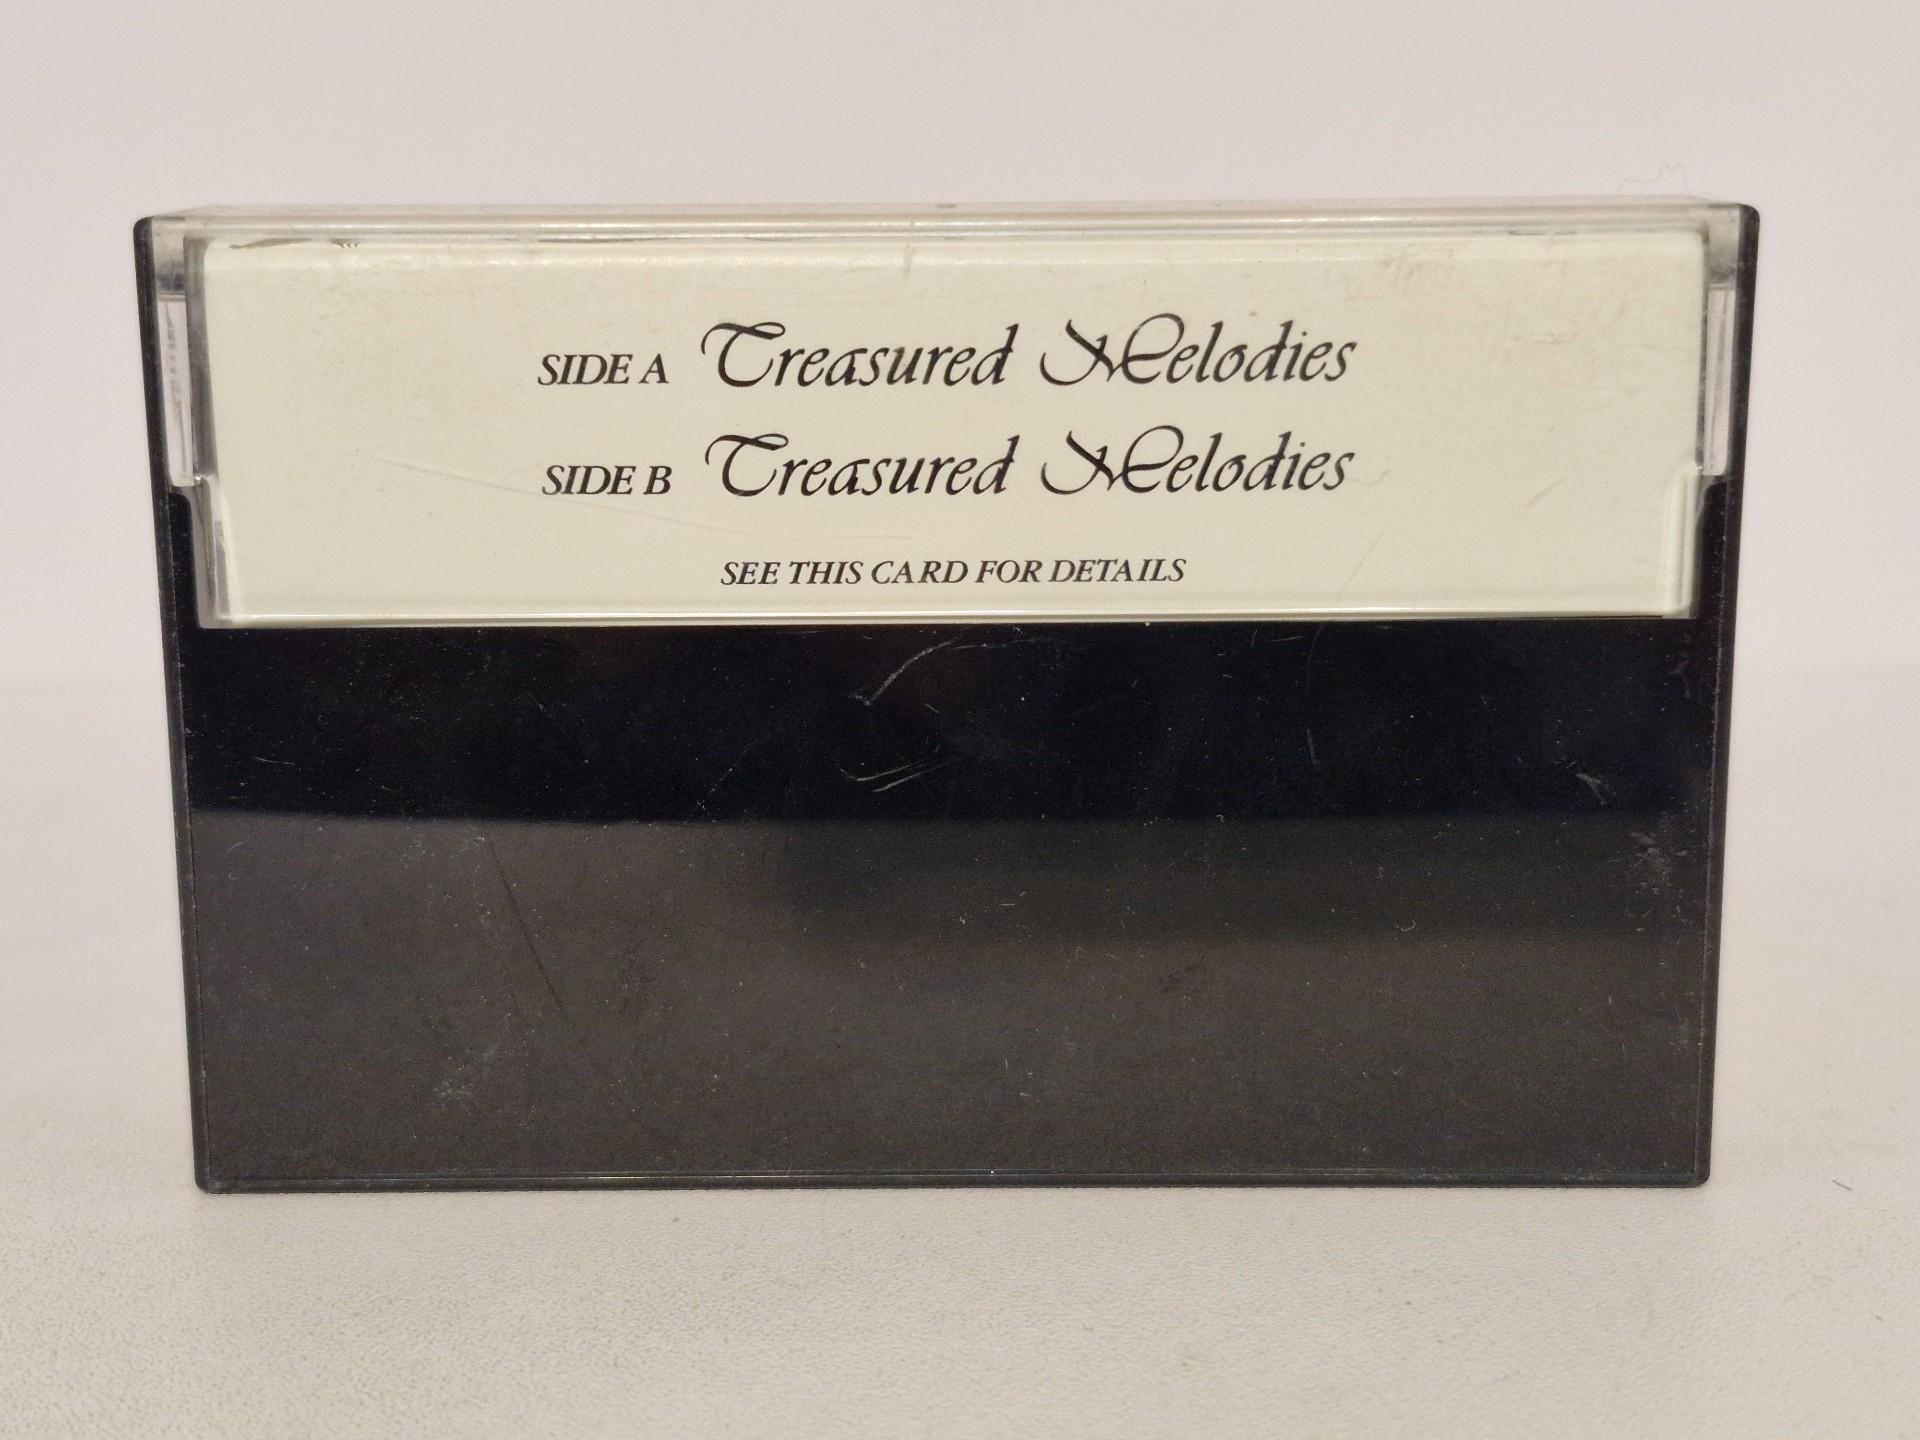 SIDE A Treasured Melodies
SIDE B Treasured Melodies
SEE THIS CARD FOR DETAILS